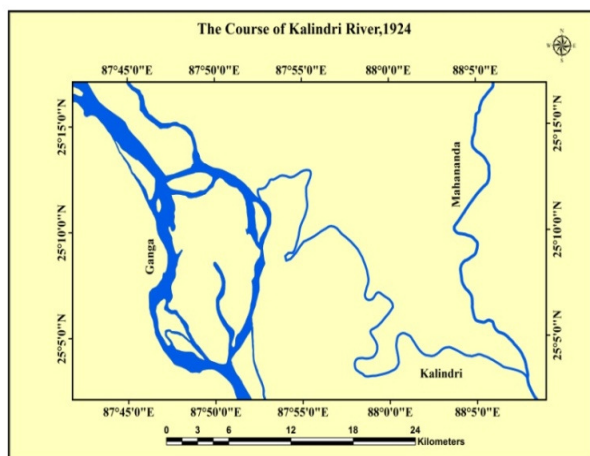 The Course of Kalindri River,1924
N
W E
S
87°45'0"E 87°50'0"E 87°55'0"E 88°0'0"E 88°5'0"E
25°15'0"N 25°15'0"N
Mahananda
25°10'0"N 25°10'0"N
Ganga
25°5'0"N 25°5'0"N
Kalindri
87°45'0"E 87°50'0"E 87°55'0"E 88°0'0"E 88°5'0"E
0 3 6 12 18 24
Kilometers